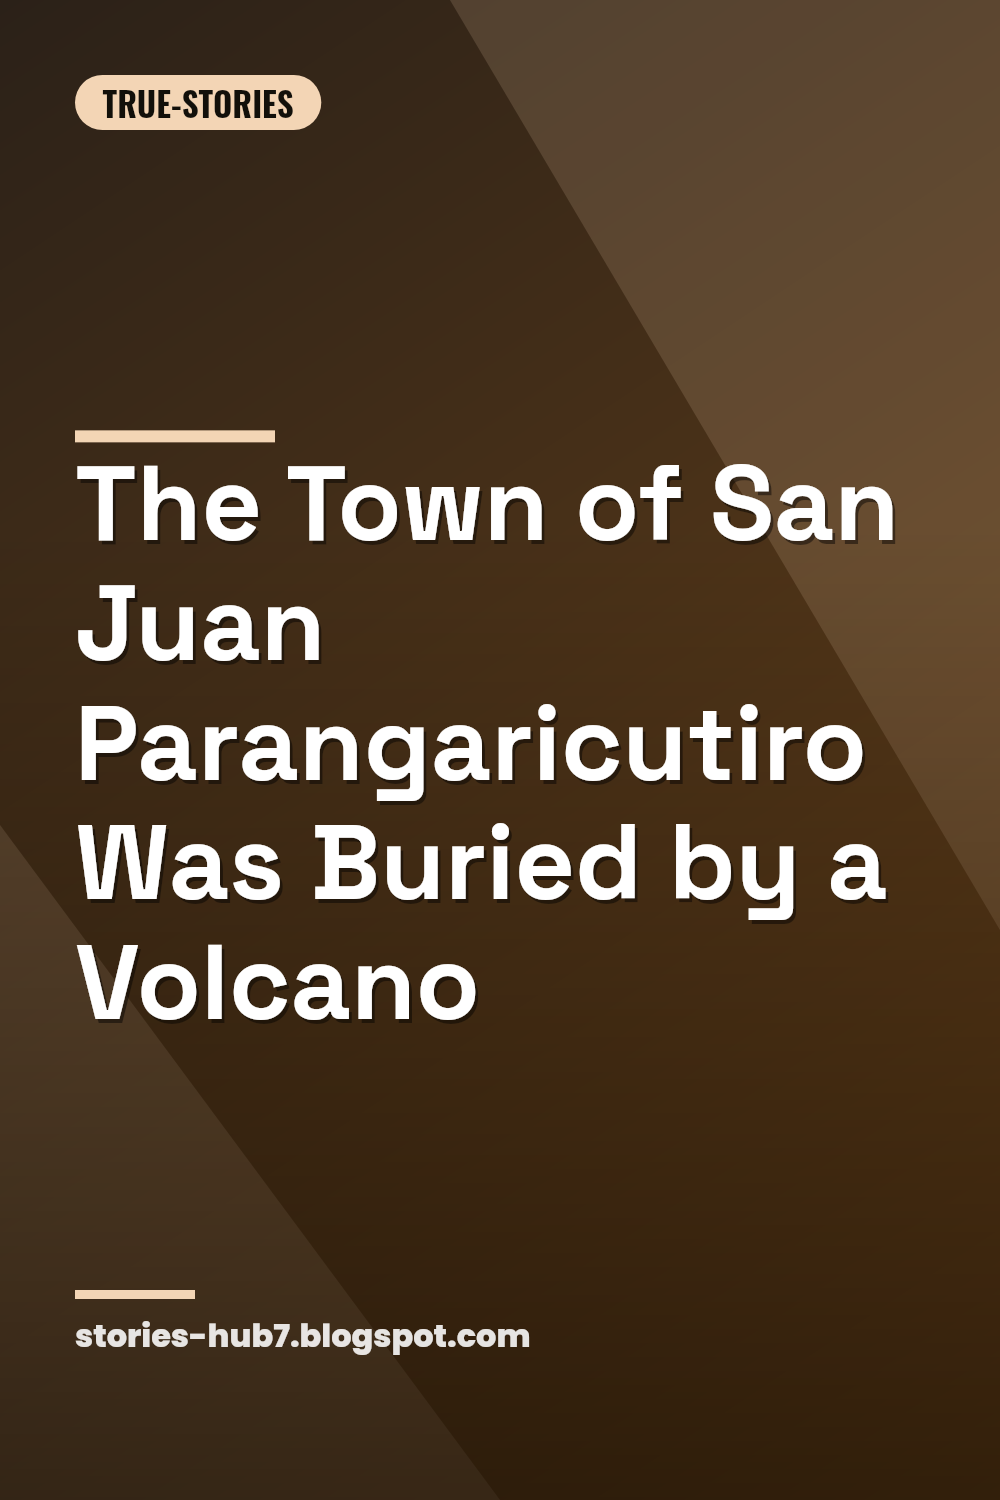 TRUE-STORIES
The Town of San
Juan
Parangaricutiro
Was Buried by a
Volcano
stories-hub7.blogspot.com